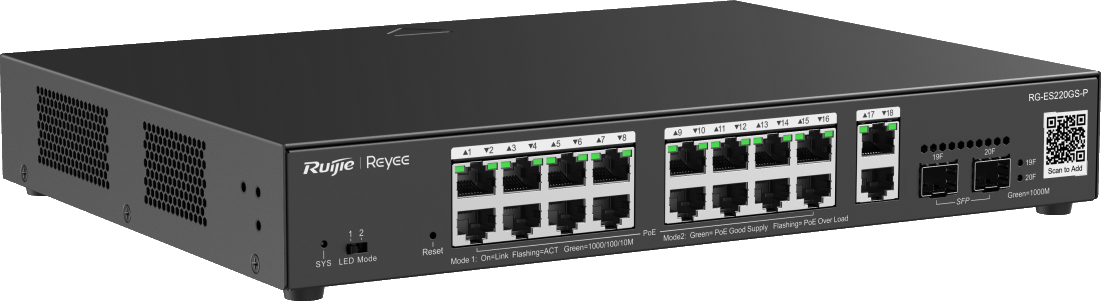 RG-ES220GS-P
Ruijie | Reyee
▲1 ▼2 ▲3 ▼4 ▲5 ▼6 ▲7 ▼8
▲9 ▼10 ▲11 ▼12 ▲13 ▼14 ▲15 ▼16
▲17 ▼18
19F 20F
19F
20F
Scan to Add
SFP
Green=1000M
1 2
SYS LED Mode
Reset
PoE
Mode 1: On=Link Flashing=ACT Green=1000/100/10M
Mode2: Green= PoE Good Supply Flashing= PoE Over Load